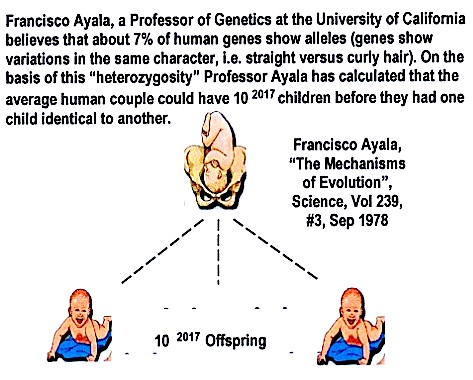 Francisco Ayala, a Professor of Genetics at the University of California
believes that about 7% of human genes show alleles (genes show
variations in the same character, i.e. straight versus curly hair). On the
basis of this “heterozygosity” Professor Ayala has calculated that the
average human couple could have 10 2017 children before they had one
child identical to another.
Francisco Ayala,
“The Mechanisms
of Evolution”,
Science, Vol 239,
#3, Sep 1978
10 2017 Offspring